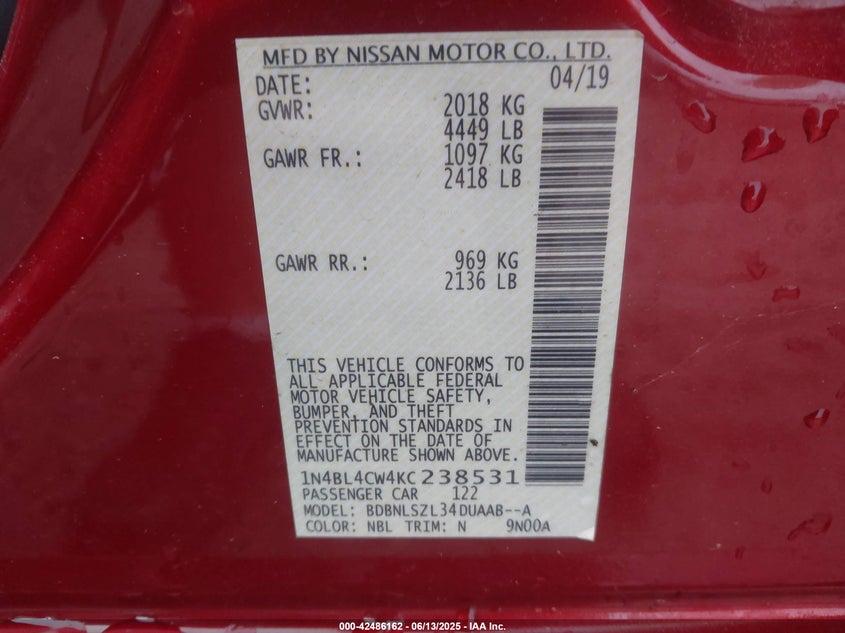 MFD BY NISSAN MOTOR CO., LTD.
DATE: 04/19
GVWR: 2018 KG
4449 LB
GAWR FR.: 1097 KG
2418 LB
GAWR RR.: 969 KG
2136 LB
THIS VEHICLE CONFORMS TO
ALL APPLICABLE FEDERAL
MOTOR VEHICLE SAFETY,
BUMPER, AND THEFT
PREVENTION STANDARDS IN
EFFECT ON THE DATE OF
MANUFACTURE SHOWN ABOVE.
1N4BL4CW4KC238531
PASSENGER CAR 122
MODEL: BDBNLSZL34DUAAB--A
COLOR: NBL TRIM: N 9N00A
000-42486162 - 06/13/2025 - IAA Inc.